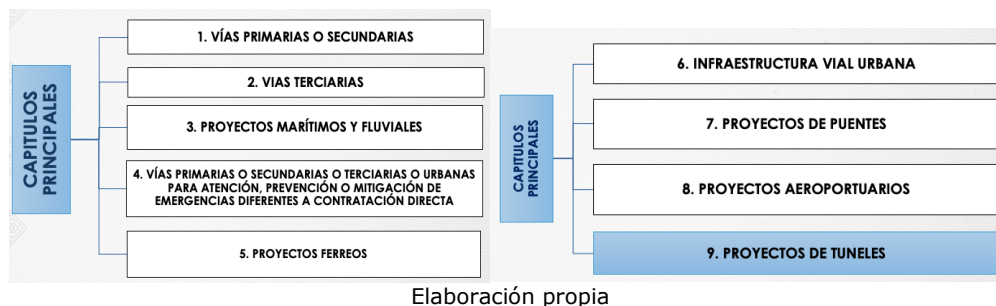 CAPITULOS
PRINCIPALES
1. VÍAS PRIMARIAS O SECUNDARIAS
2. VIAS TERCIARIAS
3. PROYECTOS MARÍTIMOS Y FLUVIALES
4. VÍAS PRIMARIAS O SECUNDARIAS O TERCIARIAS O URBANAS
PARA ATENCIÓN, PREVENCIÓN O MITIGACIÓN DE
EMERGENCIAS DIFERENTES A CONTRATACIÓN DIRECTA
5. PROYECTOS FERREOS
CAPITULOS
PRINCIPALES
6. INFRAESTRUCTURA VIAL URBANA
7. PROYECTOS DE PUENTES
8. PROYECTOS AEROPORTUARIOS
9. PROYECTOS DE TUNELES
Elaboración propia